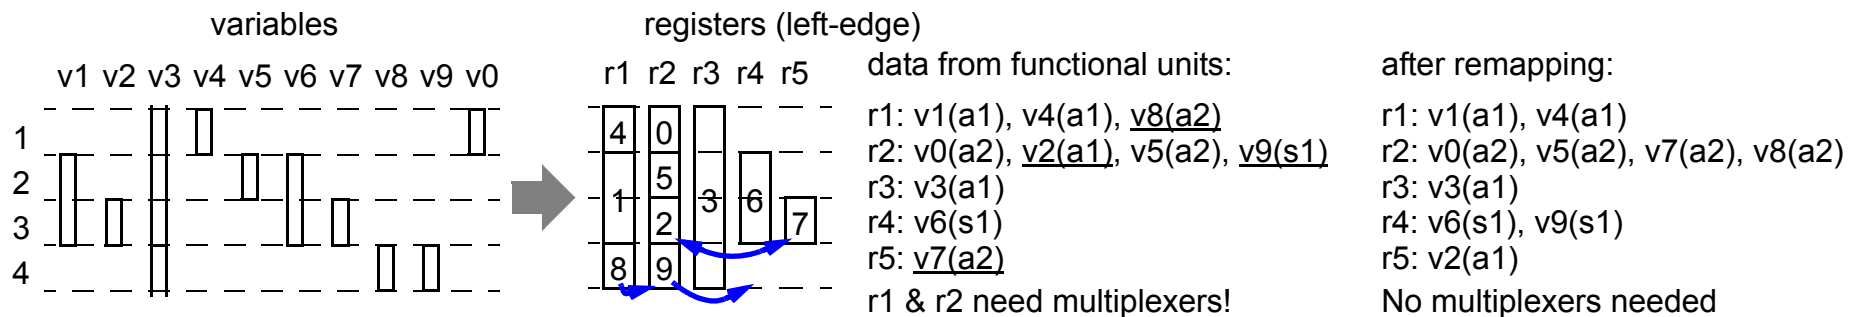 variables
v1 v2 v3 v4 v5 v6 v7 v8 v9 v0
1
2
3
4
registers (left-edge)
r1 r2 r3 r4 r5
4 0
5
1 3 6
2 7
8 9
data from functional units:
r1: v1(a1), v4(a1), v8(a2)
r2: v0(a2), v2(a1), v5(a2), v9(s1)
r3: v3(a1)
r4: v6(s1)
r5: v7(a2)
r1 & r2 need multiplexers!
after remapping:
r1: v1(a1), v4(a1)
r2: v0(a2), v5(a2), v7(a2), v8(a2)
r3: v3(a1)
r4: v6(s1), v9(s1)
r5: v2(a1)
No multiplexers needed